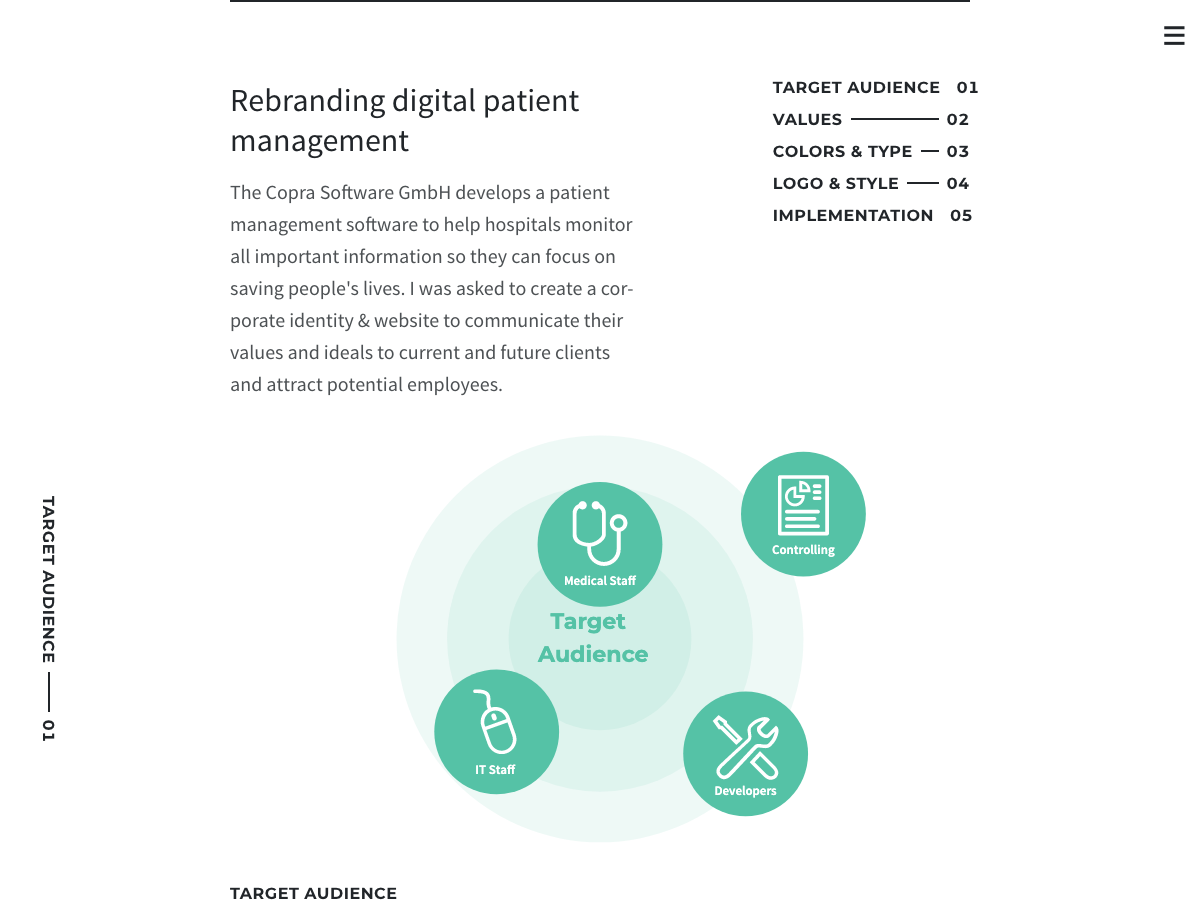 Rebranding digital patient
management
The Copra Software GmbH develops a patient
management software to help hospitals monitor
all important information so they can focus on
saving people's lives. I was asked to create a cor-
porate identity & website to communicate their
values and ideals to current and future clients
and attract potential employees.
TARGET AUDIENCE 01
VALUES 02
COLORS & TYPE 03
LOGO & STYLE 04
IMPLEMENTATION 05
TARGET AUDIENCE 01
Controlling
Medical Staff
Target
Audience
IT Staff
Developers
TARGET AUDIENCE